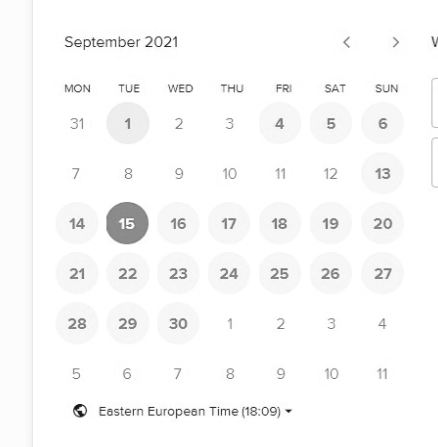 September 2021
MON TUE WED THU FRI SAT SUN
31 1 2 3 4 5 6
7 8 9 10 11 12 13
14 15 16 17 18 19 20
21 22 23 24 25 26 27
28 29 30 1 2 3 4
5 6 7 8 9 10 11
Eastern European Time (18:09)